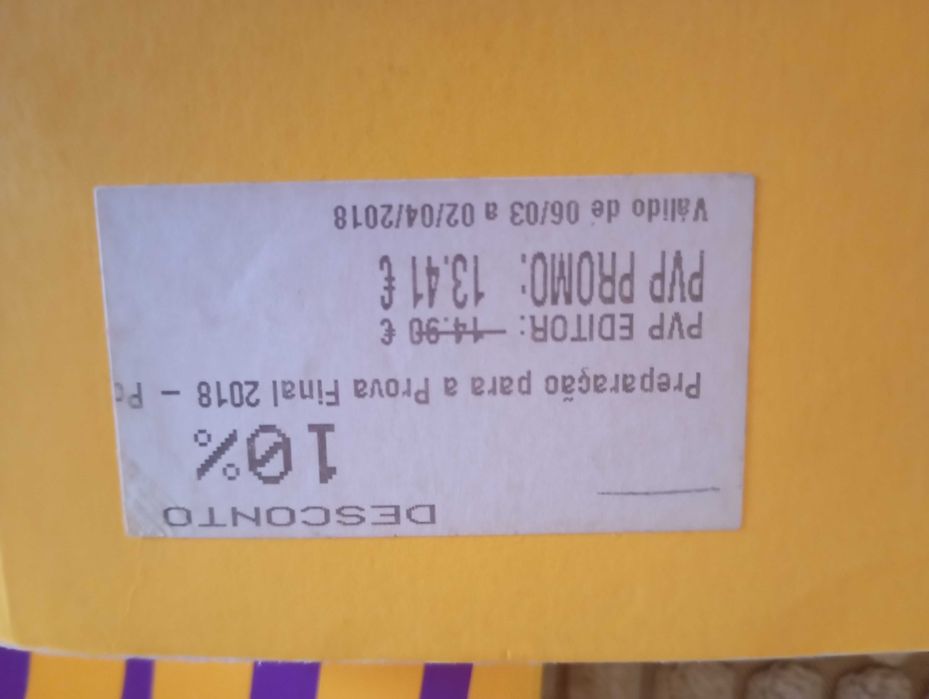 DESCONTO
10%
Preparação para a Prova Final 2018 - Po
PVP EDITOR: 14.90 €
PVP PROMO: 13.41 €
Válido de 06/03 a 02/04/2018